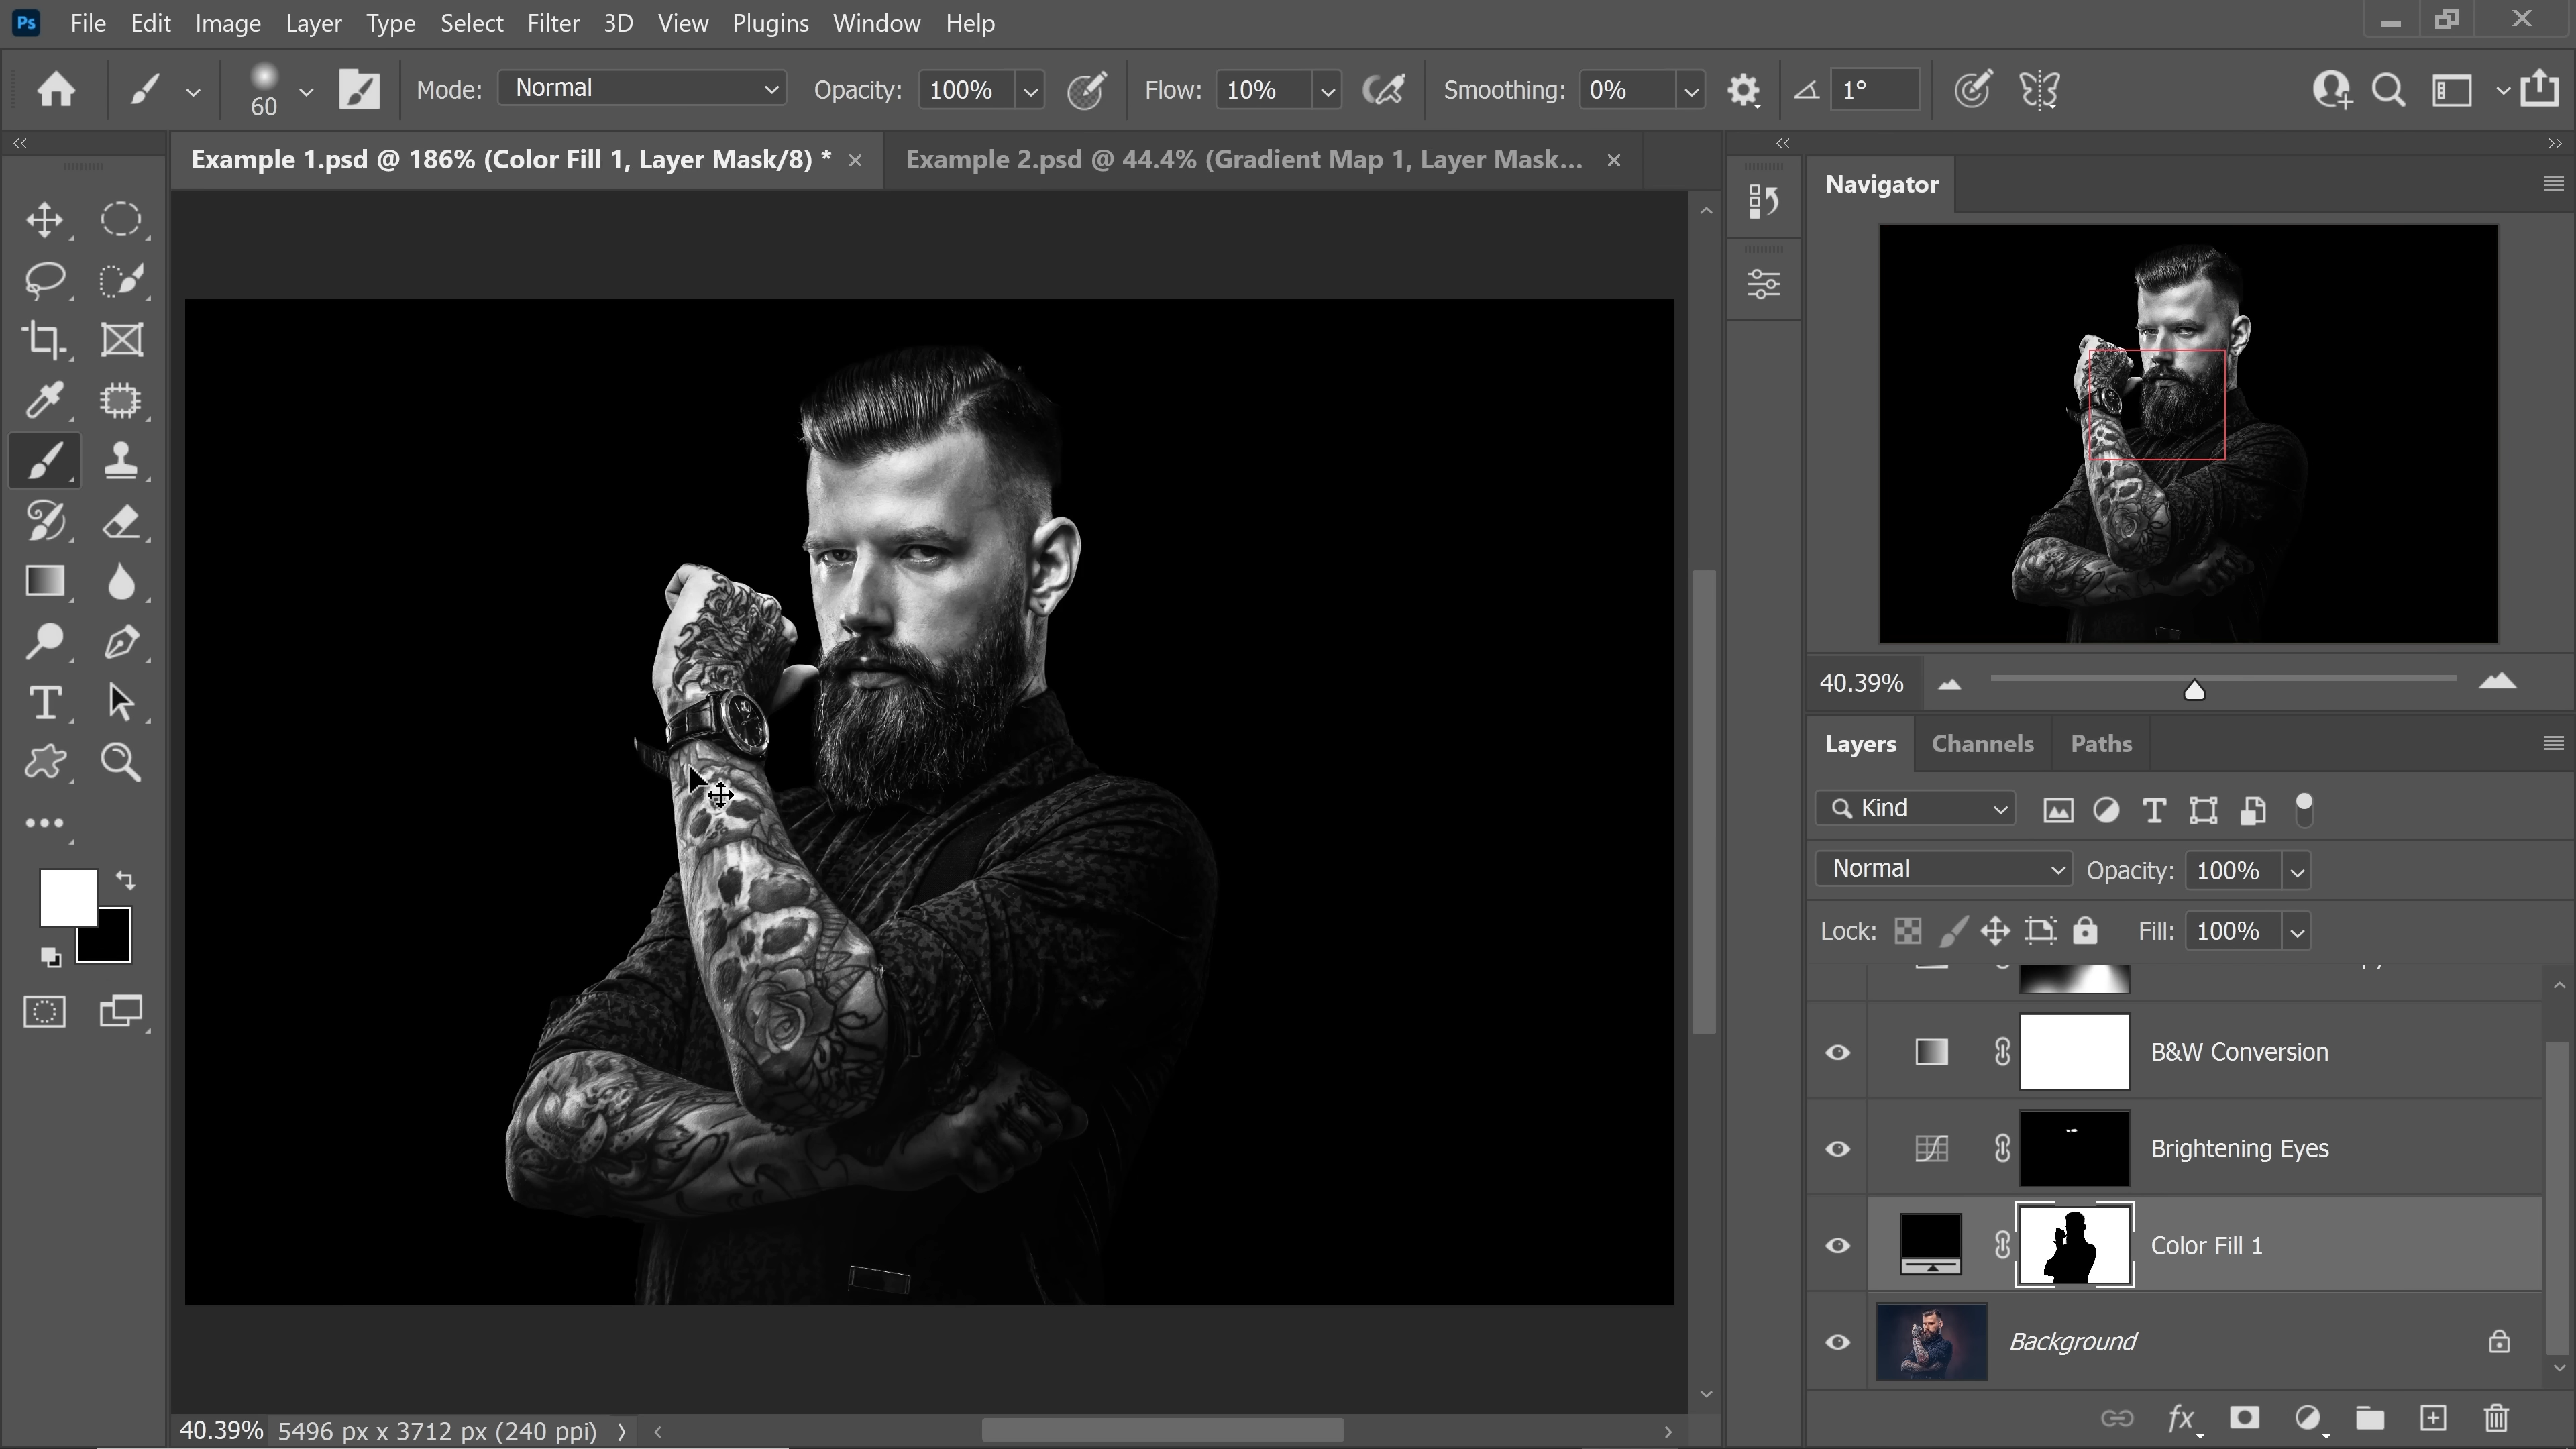 Ps File Edit Image Layer Type Select Filter 3D View Plugins Window Help
60 Mode: Normal Opacity: 100% Flow: 10% Smoothing: 0% 1°
Example 1.psd @ 186% (Color Fill 1, Layer Mask/8) * × Example 2.psd @ 44.4% (Gradient Map 1, Layer Mask... ×
Navigator
40.39%
Layers Channels Paths
Kind
Normal Opacity: 100%
Lock: Fill: 100%
B&W Conversion
Brightening Eyes
Color Fill 1
Background
fx
40.39% 5496 px x 3712 px (240 ppi)